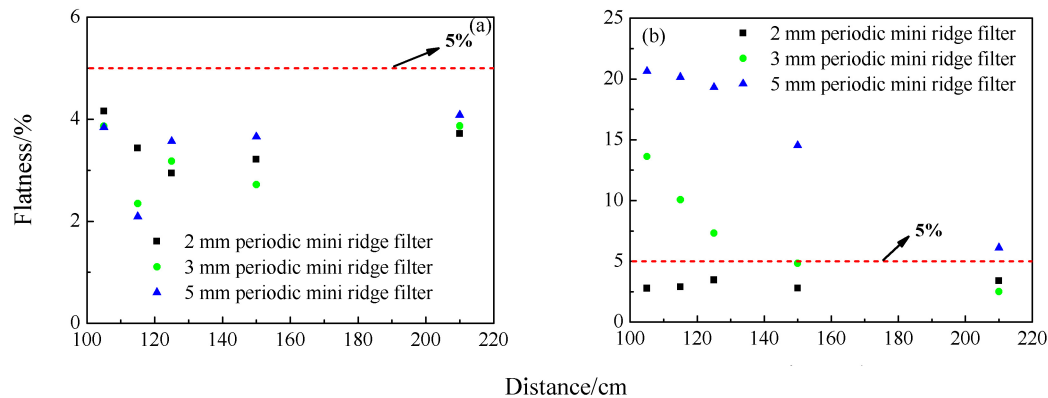 6
(a)
5%
4
2
0
2 mm periodic mini ridge filter
3 mm periodic mini ridge filter
5 mm periodic mini ridge filter
100 120 140 160 180 200 220
Flatness/%
25
(b)
2 mm periodic mini ridge filter
3 mm periodic mini ridge filter
5 mm periodic mini ridge filter
20
15
10
5%
5
0
100 120 140 160 180 200 220
Distance/cm